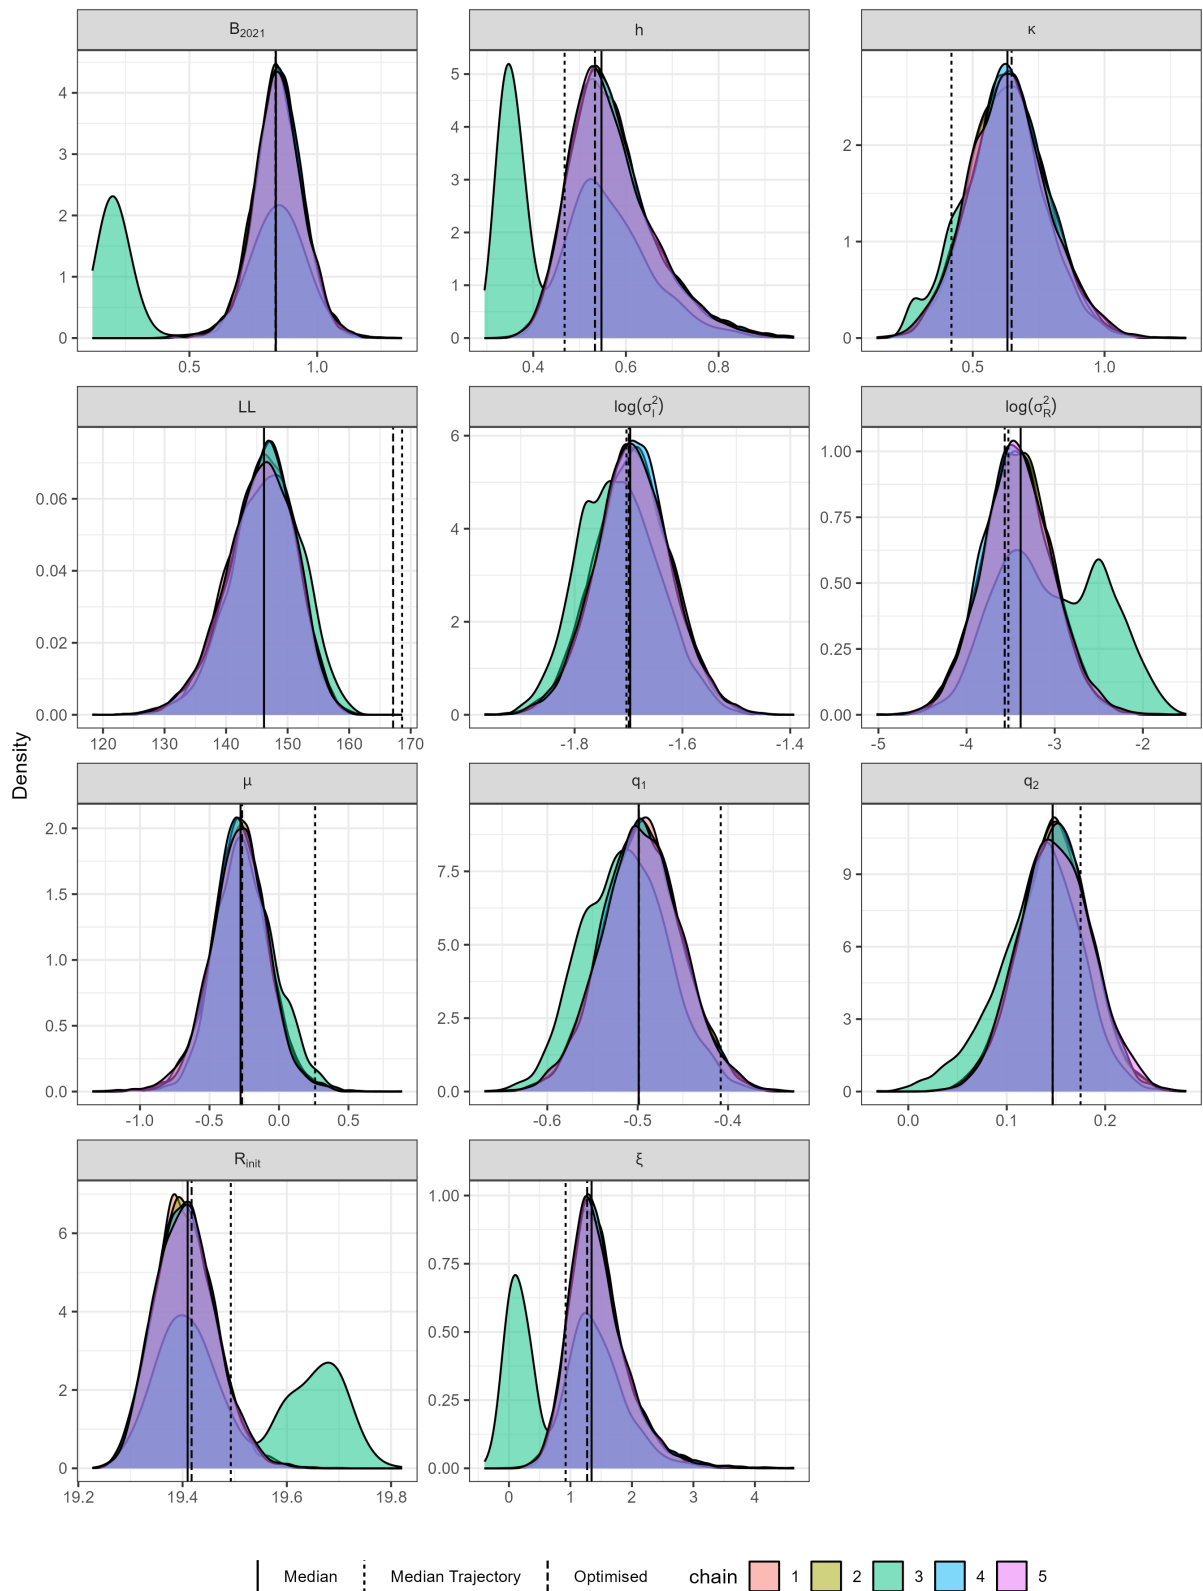 B2021 h κ
4 3 2 1 0
0.5 1.0
5 4 3 2 1 0
0.4 0.6 0.8
2 1 0
0.5 1.0
LL log(σ²I) log(σ²R)
0.06 0.04 0.02 0.00
120 130 140 150 160 170
6 4 2 0
-1.8 -1.6 -1.4
1.00 0.75 0.50 0.25 0.00
-5 -4 -3 -2
Density
μ q1 q2
2.0 1.5 1.0 0.5 0.0
-1.0 -0.5 0.0 0.5
7.5 5.0 2.5 0.0
-0.6 -0.5 -0.4
9 6 3 0
0.0 0.1 0.2
Rinit ξ
6 4 2 0
19.2 19.4 19.6 19.8
1.00 0.75 0.50 0.25 0.00
0 1 2 3 4
Median Median Trajectory Optimised chain 1 2 3 4 5